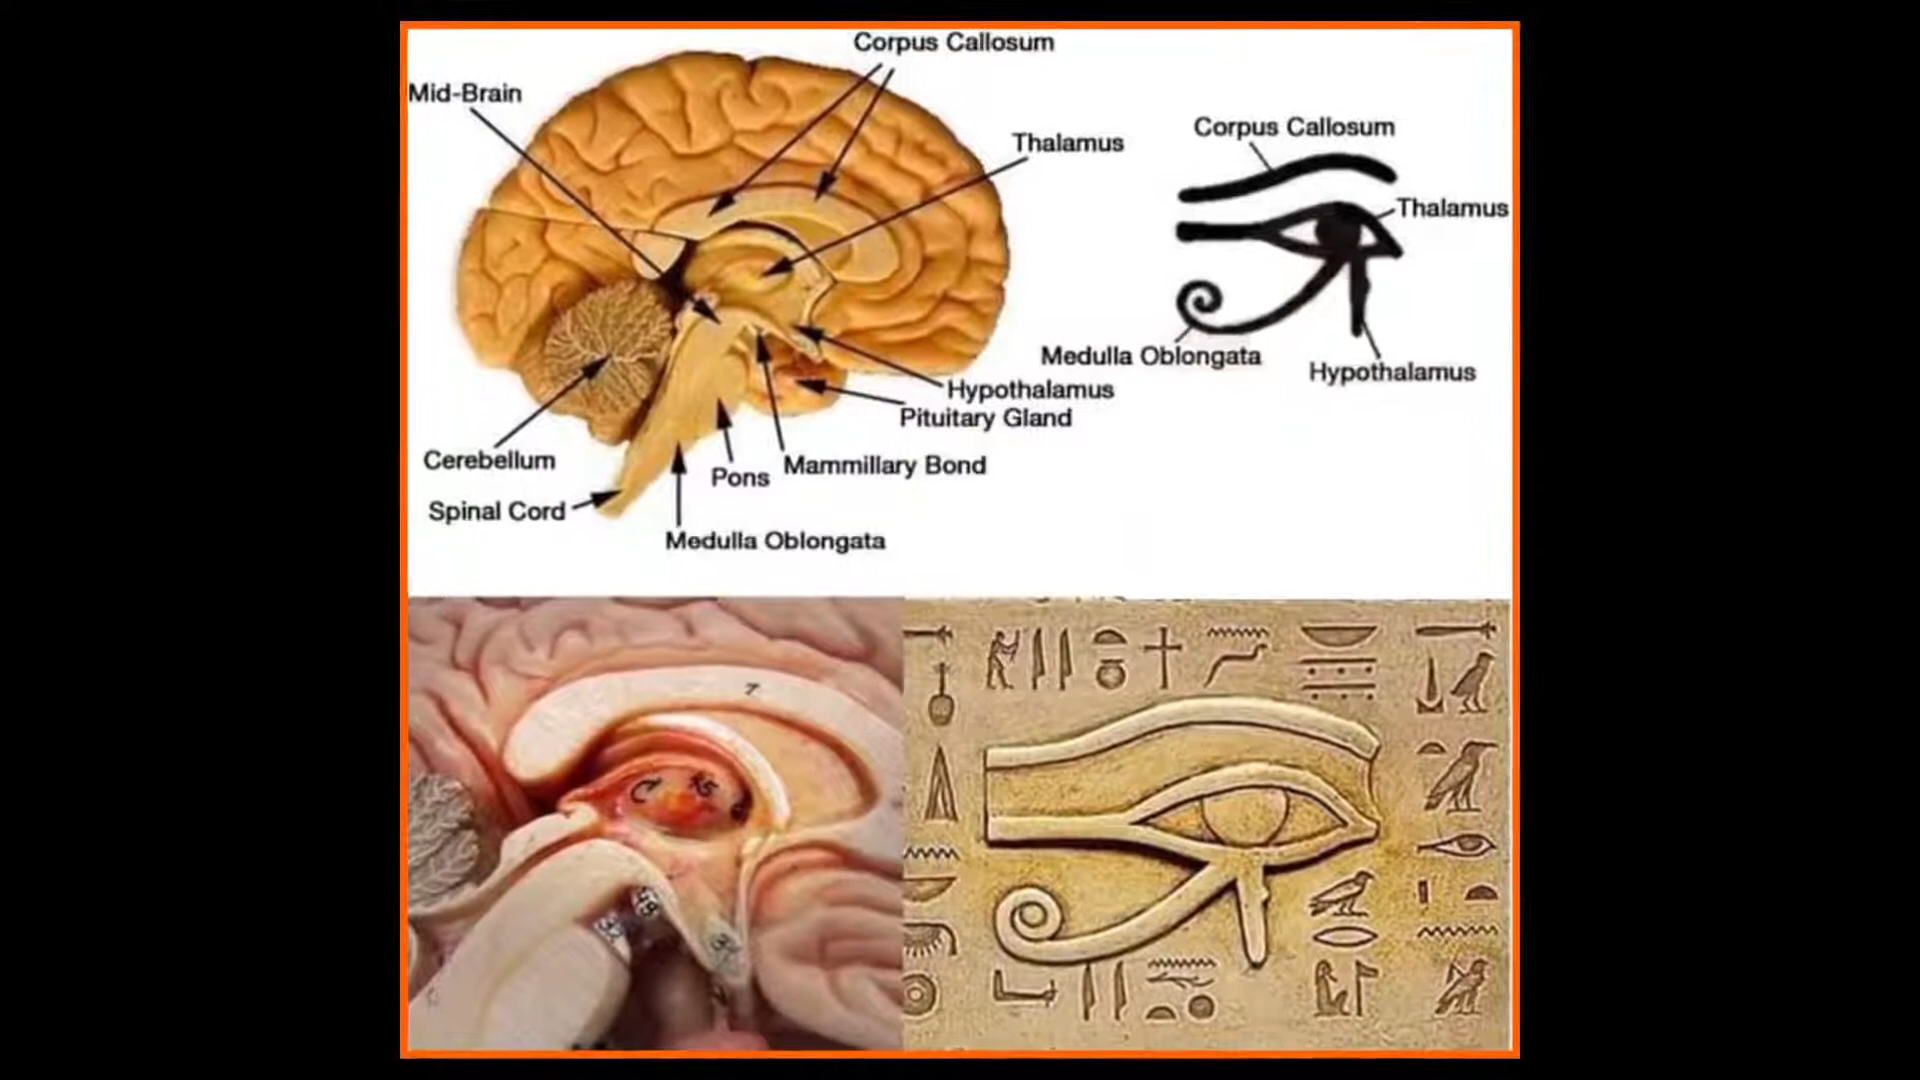 Corpus Callosum
Mid-Brain
Thalamus
Corpus Callosum
Thalamus
Medulla Oblongata
Hypothalamus
Hypothalamus
Pituitary Gland
Cerebellum
Mammillary Bond
Pons
Spinal Cord
Medulla Oblongata
7